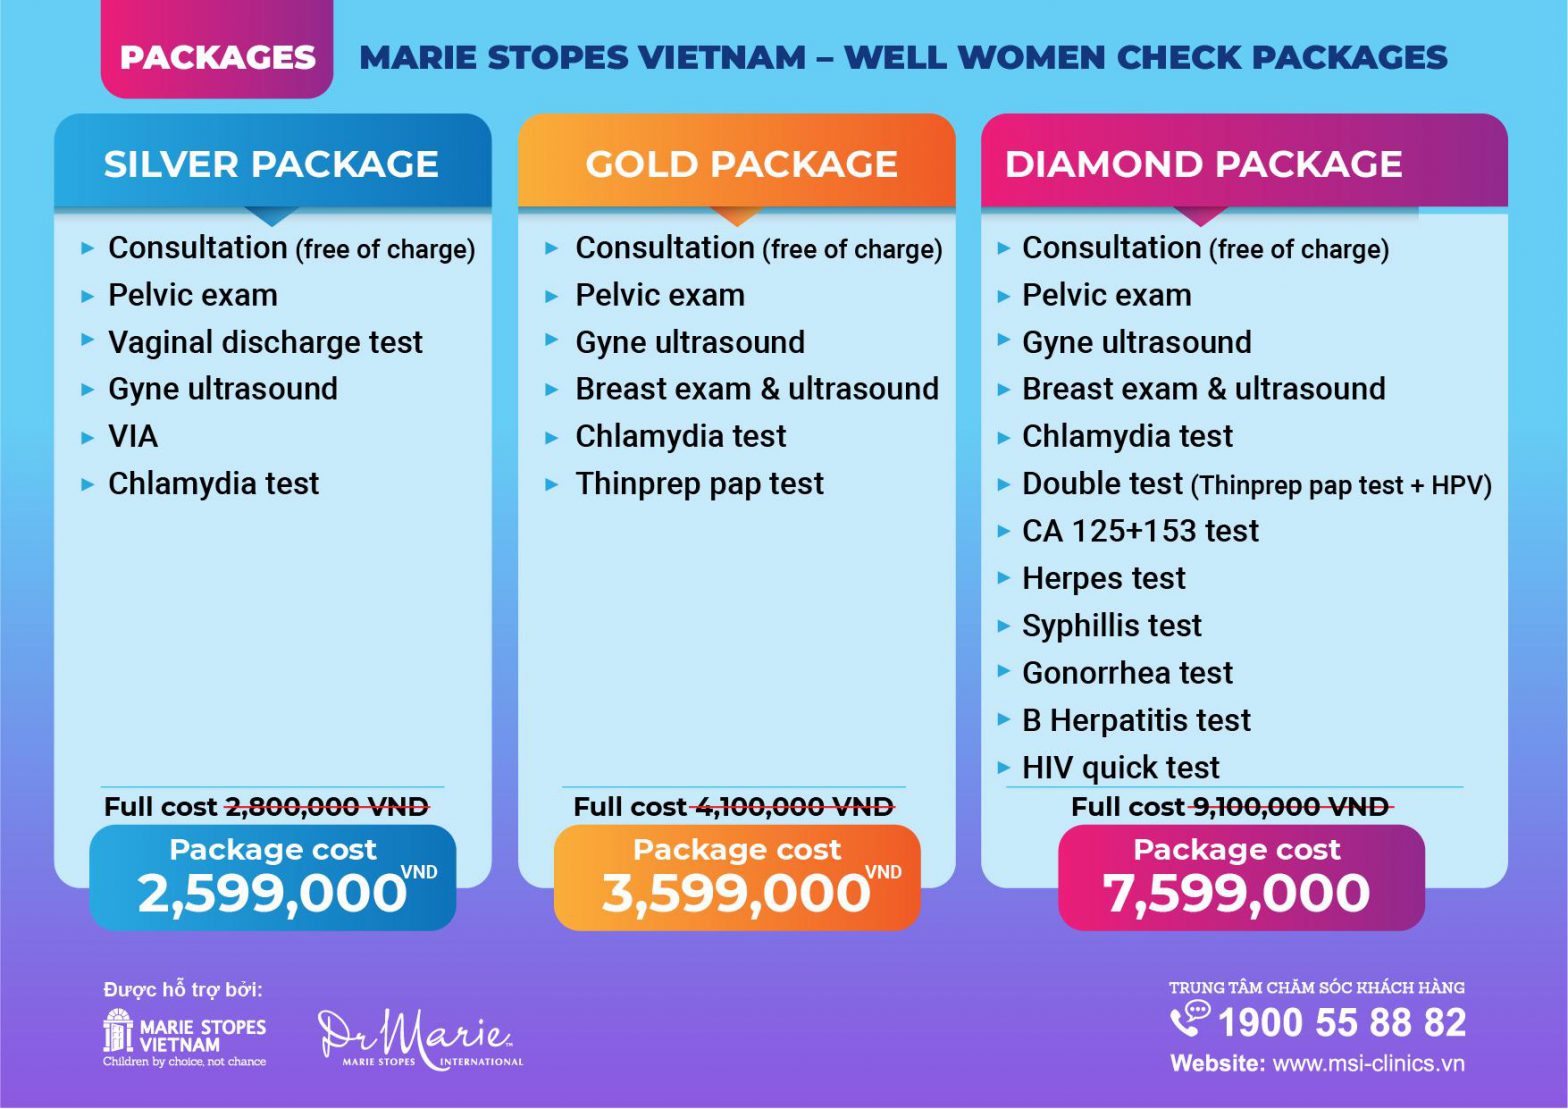 PACKAGES
MARIE STOPES VIETNAM – WELL WOMEN CHECK PACKAGES
SILVER PACKAGE
Consultation (free of charge)
Pelvic exam
Vaginal discharge test
Gyne ultrasound
VIA
Chlamydia test
Full cost 2,800,000 VND
Package cost
2,599,000 VND
GOLD PACKAGE
Consultation (free of charge)
Pelvic exam
Gyne ultrasound
Breast exam & ultrasound
Chlamydia test
Thinprep pap test
Full cost 4,100,000 VND
Package cost
3,599,000 VND
DIAMOND PACKAGE
Consultation (free of charge)
Pelvic exam
Gyne ultrasound
Breast exam & ultrasound
Chlamydia test
Double test (Thinprep pap test + HPV)
CA 125+153 test
Herpes test
Syphillis test
Gonorrhea test
B Herpatitis test
HIV quick test
Full cost 9,100,000 VND
Package cost
7,599,000
Được hỗ trợ bởi:
MARIE STOPES
VIETNAM
Children by choice, not chance
Dr Marie™
MARIE STOPES INTERNATIONAL
TRUNG TÂM CHĂM SÓC KHÁCH HÀNG
1900 55 88 82
Website: www.msi-clinics.vn